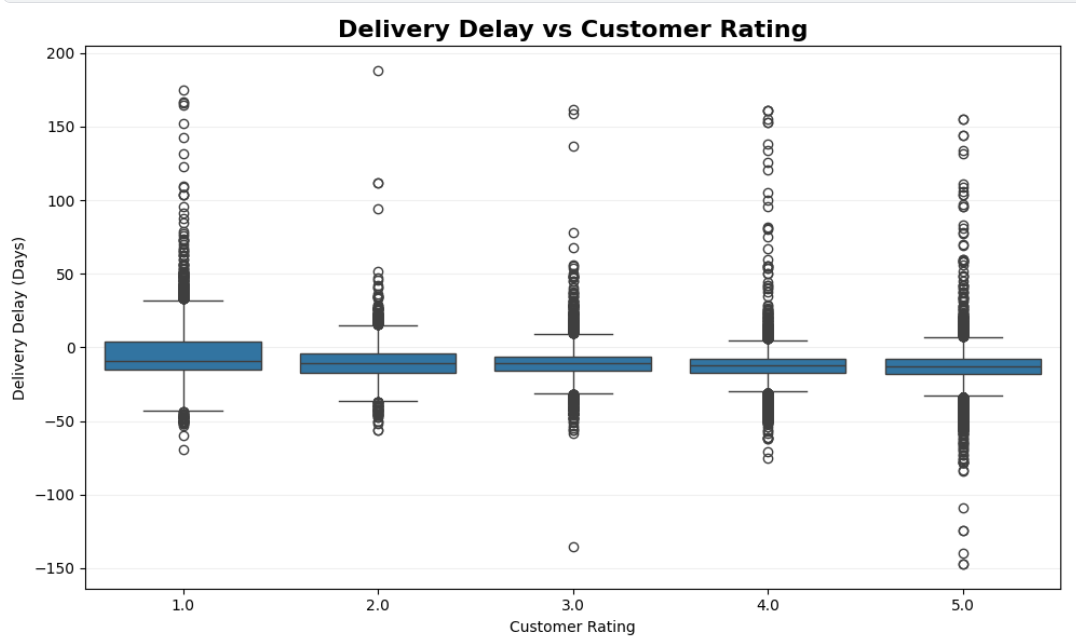 Delivery Delay vs Customer Rating
200
150
100
50
0
−50
−100
−150
Delivery Delay (Days)
1.0 2.0 3.0 4.0 5.0
Customer Rating